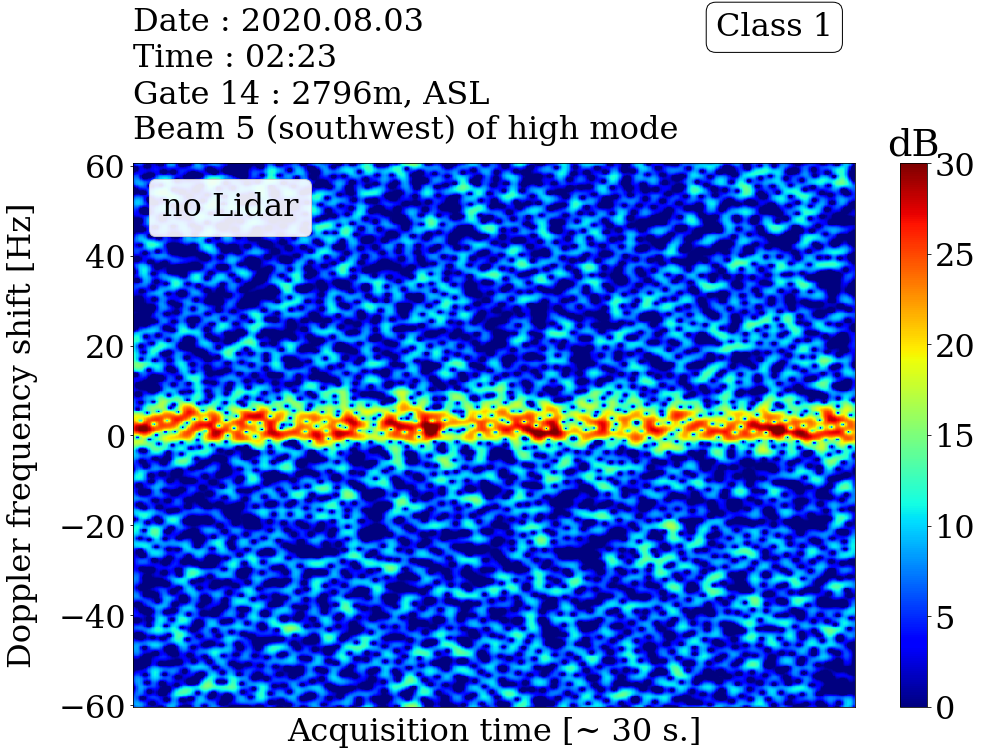 Date : 2020.08.03
Time : 02:23
Gate 14 : 2796m, ASL
Beam 5 (southwest) of high mode
Class 1
dB
no Lidar
Doppler frequency shift [Hz]
60
40
20
0
−20
−40
−60
30
25
20
15
10
5
0
Acquisition time [~ 30 s.]